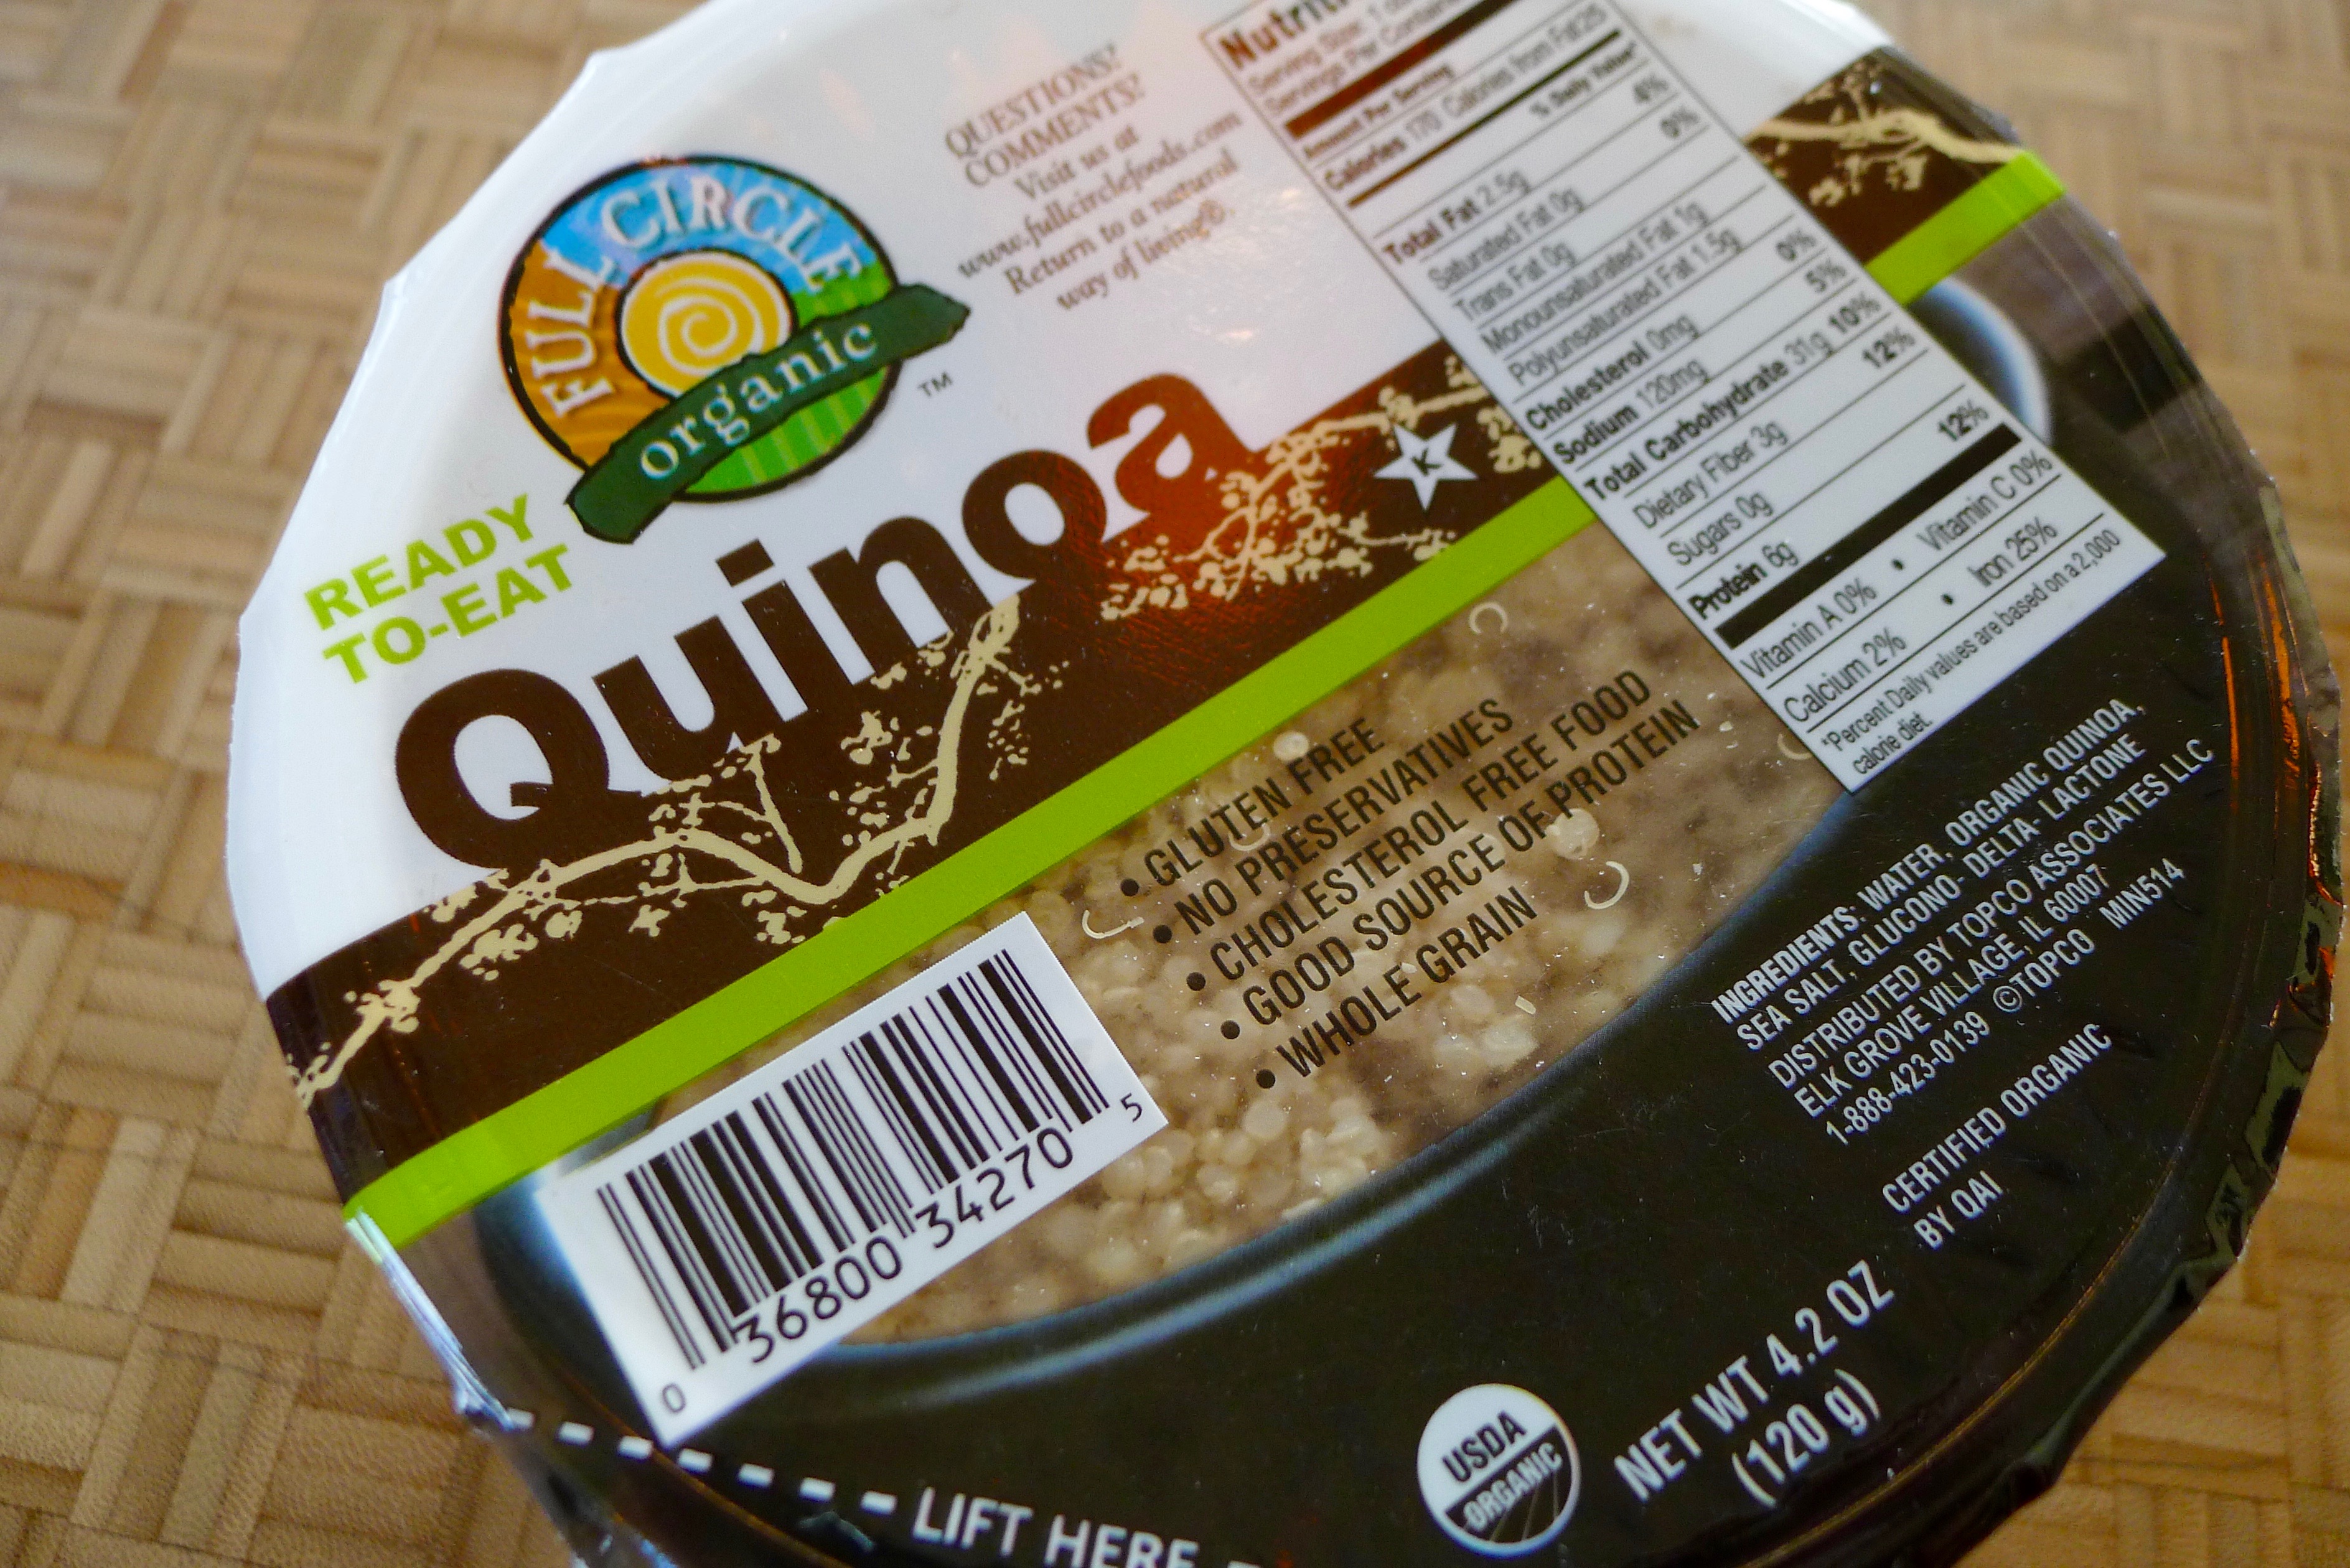 FULL CIRCLE
organic
TM
QUESTIONS?
COMMENTS?
Visit us at
www.fullcirclefoods.com
Return to a natural
way of living®.
READY
TO-EAT
Quinoa
K
Serving Size:
Servings Per
Amount Per Serving
Calories 170 Calories from Fat 25
% Daily Value*
Total Fat 2.5g 4%
Saturated Fat 0g 0%
Trans Fat 0g
Monounsaturated Fat 1g
Polyunsaturated Fat 1.5g
Cholesterol 0mg 0%
Sodium 120mg 5%
Total Carbohydrate 31g 10%
Dietary Fiber 3g 12%
Sugars 0g
Protein 6g 12%
Vitamin A 0% • Vitamin C 0%
Calcium 2% • Iron 25%
*Percent Daily values are based on a 2,000
calorie diet.
• GLUTEN FREE
• NO PRESERVATIVES
• CHOLESTEROL FREE FOOD
• GOOD SOURCE OF PROTEIN
• WHOLE GRAIN
INGREDIENTS: WATER, ORGANIC QUINOA,
SEA SALT, GLUCONO- DELTA- LACTONE
DISTRIBUTED BY TOPCO ASSOCIATES LLC
ELK GROVE VILLAGE, IL 60007
1-888-423-0139 ©TOPCO MIN514
CERTIFIED ORGANIC
BY QAI
0 36800 34270 5
USDA
ORGANIC
NET WT 4.2 OZ
(120 g)
LIFT HERE